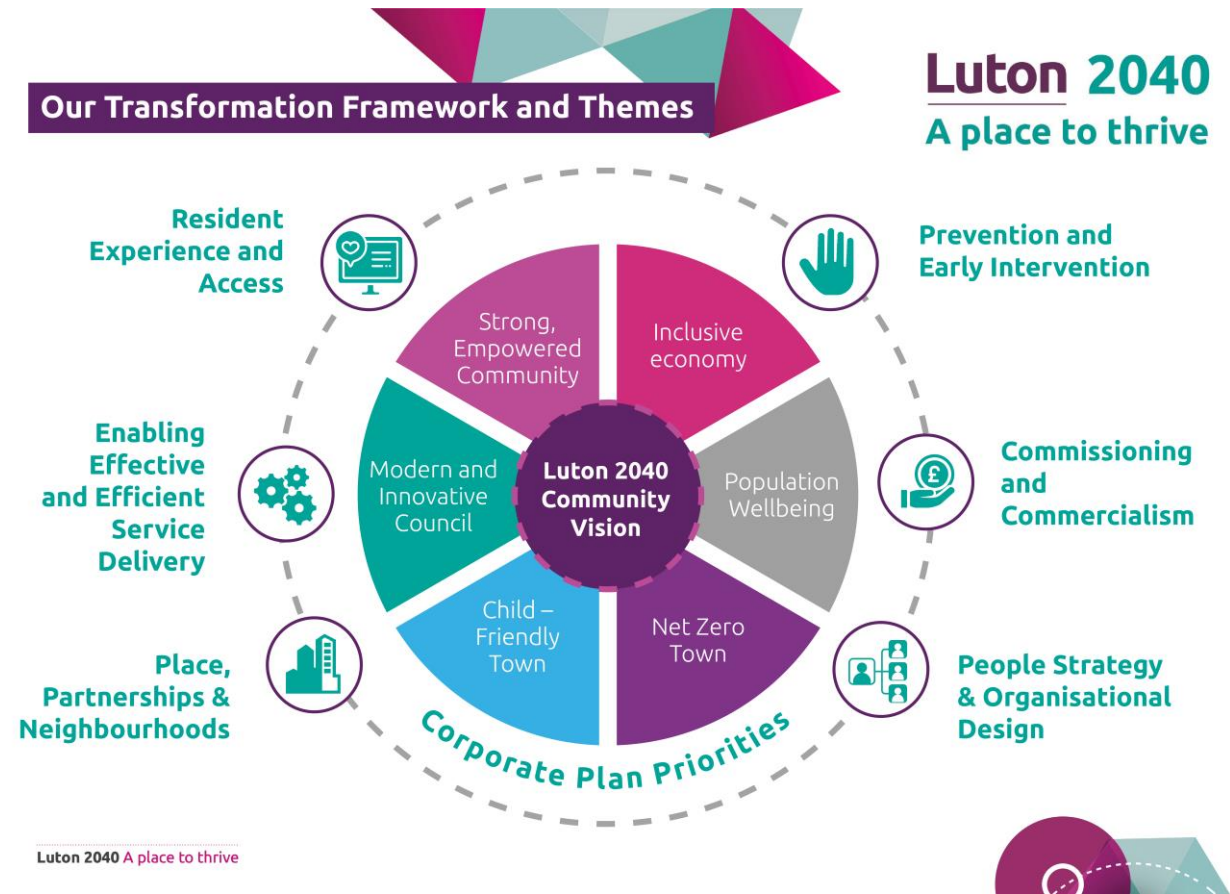 Our Transformation Framework and Themes
Luton 2040
A place to thrive
Resident
Experience and
Access
Prevention and
Early Intervention
Strong,
Empowered
Community
Inclusive
economy
Enabling
Effective
and Efficient
Service
Delivery
Modern and
Innovative
Council
Luton 2040
Community
Vision
Population
Wellbeing
£
Commissioning
and
Commercialism
Child –
Friendly
Town
Net Zero
Town
Place,
Partnerships &
Neighbourhoods
People Strategy
& Organisational
Design
Corporate Plan Priorities
Luton 2040 A place to thrive